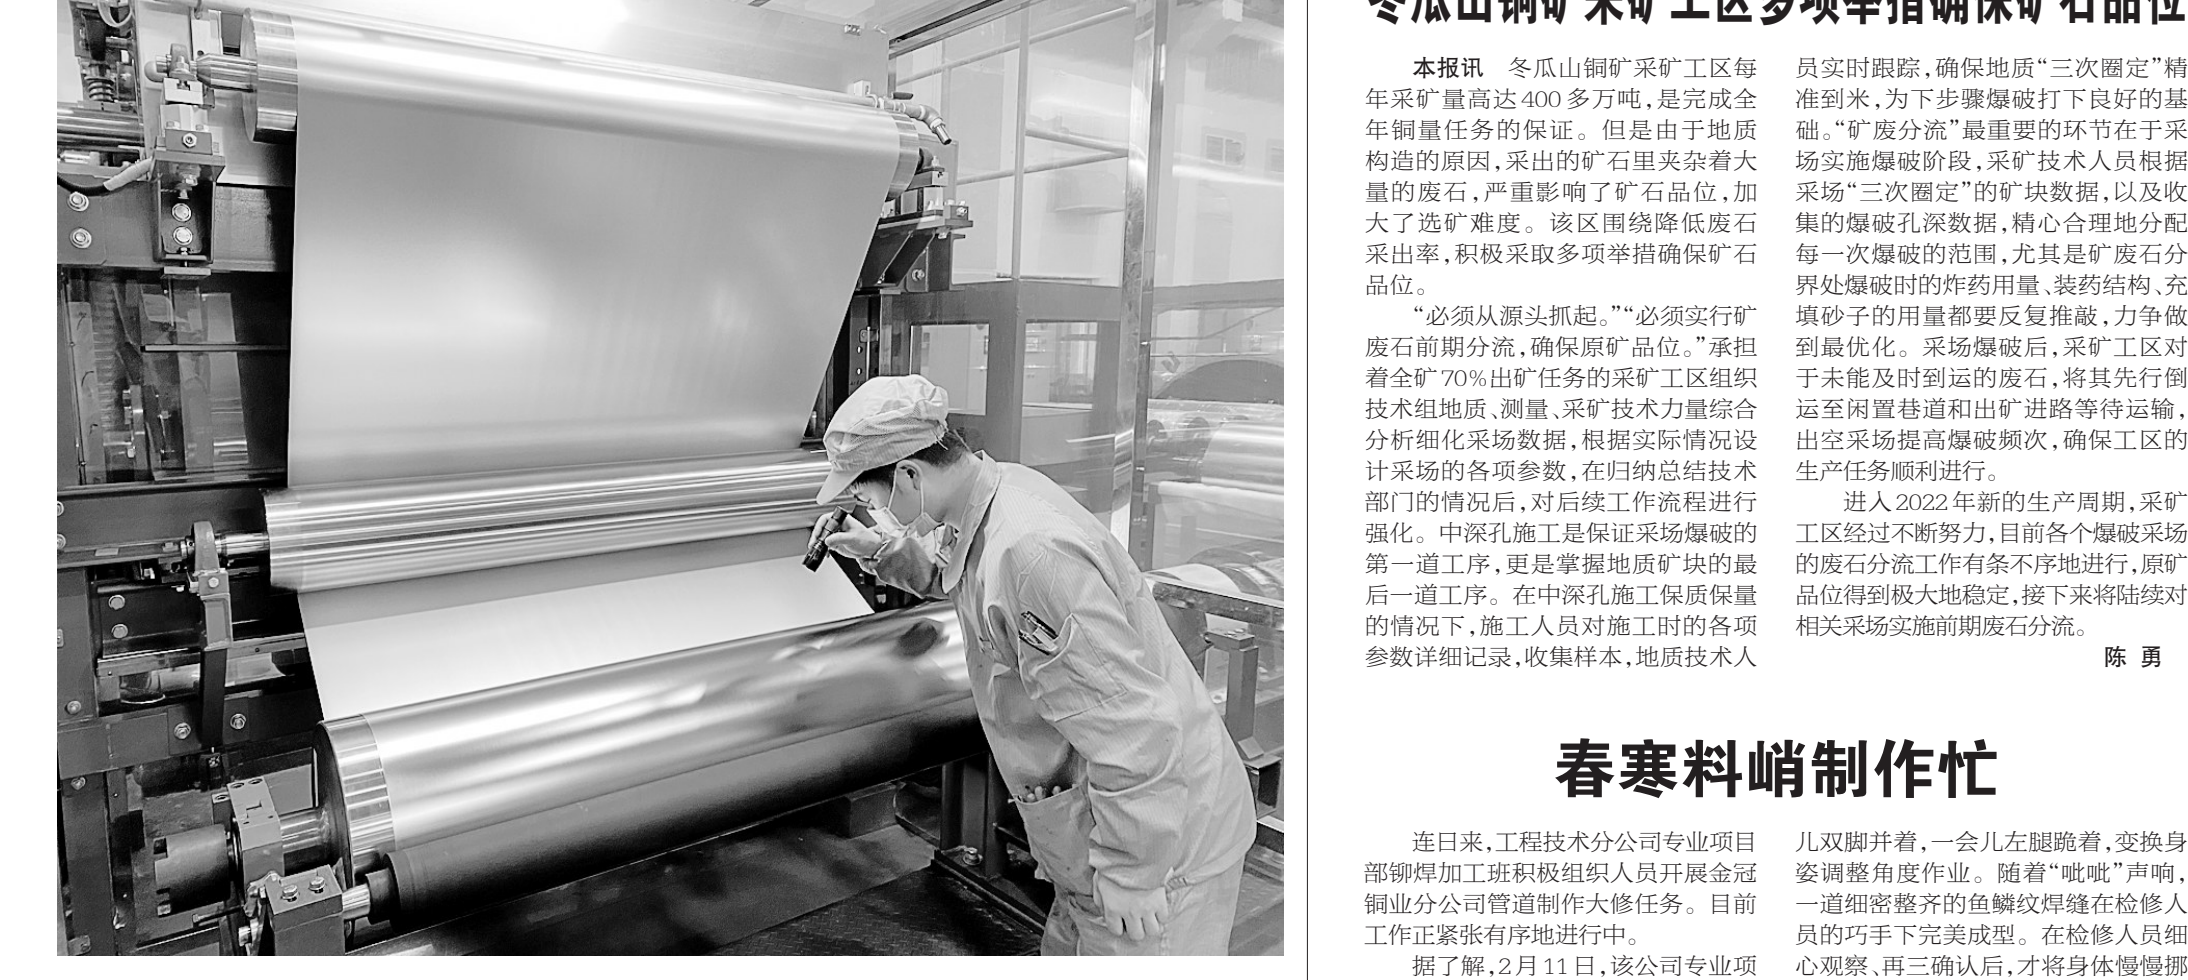 冬瓜山铜矿采矿工区多项举措确保矿石品位
本报讯 冬瓜山铜矿采矿工区每
年采矿量高达400多万吨,是完成全
年铜量任务的保证。但是由于地质
构造的原因,采出的矿石里夹杂着大
量的废石,严重影响了矿石品位,加
大了选矿难度。该区围绕降低废石
采出率,积极采取多项举措确保矿石
品位。
“必须从源头抓起。”“必须实行矿
废石前期分流,确保原矿品位。”承担
着全矿70%出矿任务的采矿工区组织
技术组地质、测量、采矿技术力量综合
分析细化采场数据,根据实际情况设
计采场的各项参数,在归纳总结技术
部门的情况后,对后续工作流程进行
强化。中深孔施工是保证采场爆破的
第一道工序,更是掌握地质矿块的最
后一道工序。在中深孔施工保质保量
的情况下,施工人员对施工时的各项
参数详细记录,收集样本,地质技术人
员实时跟踪,确保地质“三次圈定”精
准到米,为下步骤爆破打下良好的基
础。“矿废分流”最重要的环节在于采
场实施爆破阶段,采矿技术人员根据
采场“三次圈定”的矿块数据,以及收
集的爆破孔深数据,精心合理地分配
每一次爆破的范围,尤其是矿废石分
界处爆破时的炸药用量、装药结构、充
填砂子的用量都要反复推敲,力争做
到最优化。采场爆破后,采矿工区对
于未能及时到运的废石,将其先行倒
运至闲置巷道和出矿进路等待运输,
出空采场提高爆破频次,确保工区的
生产任务顺利进行。
进入2022年新的生产周期,采矿
工区经过不断努力,目前各个爆破采场
的废石分流工作有条不序地进行,原矿
品位得到极大地稳定,接下来将陆续对
相关采场实施前期废石分流。
陈 勇
春寒料峭制作忙
连日来,工程技术分公司专业项目
部铆焊加工班积极组织人员开展金冠
铜业分公司管道制作大修任务。目前
工作正紧张有序地进行中。
据了解,2月11日,该公司专业项
儿双脚并着,一会儿左腿跪着,变换身
姿调整角度作业。随着“呲呲”声响,
一道细密整齐的鱼鳞纹焊缝在检修人
员的巧手下完美成型。在检修人员细
心观察、再三确认后,才将身体慢慢挪